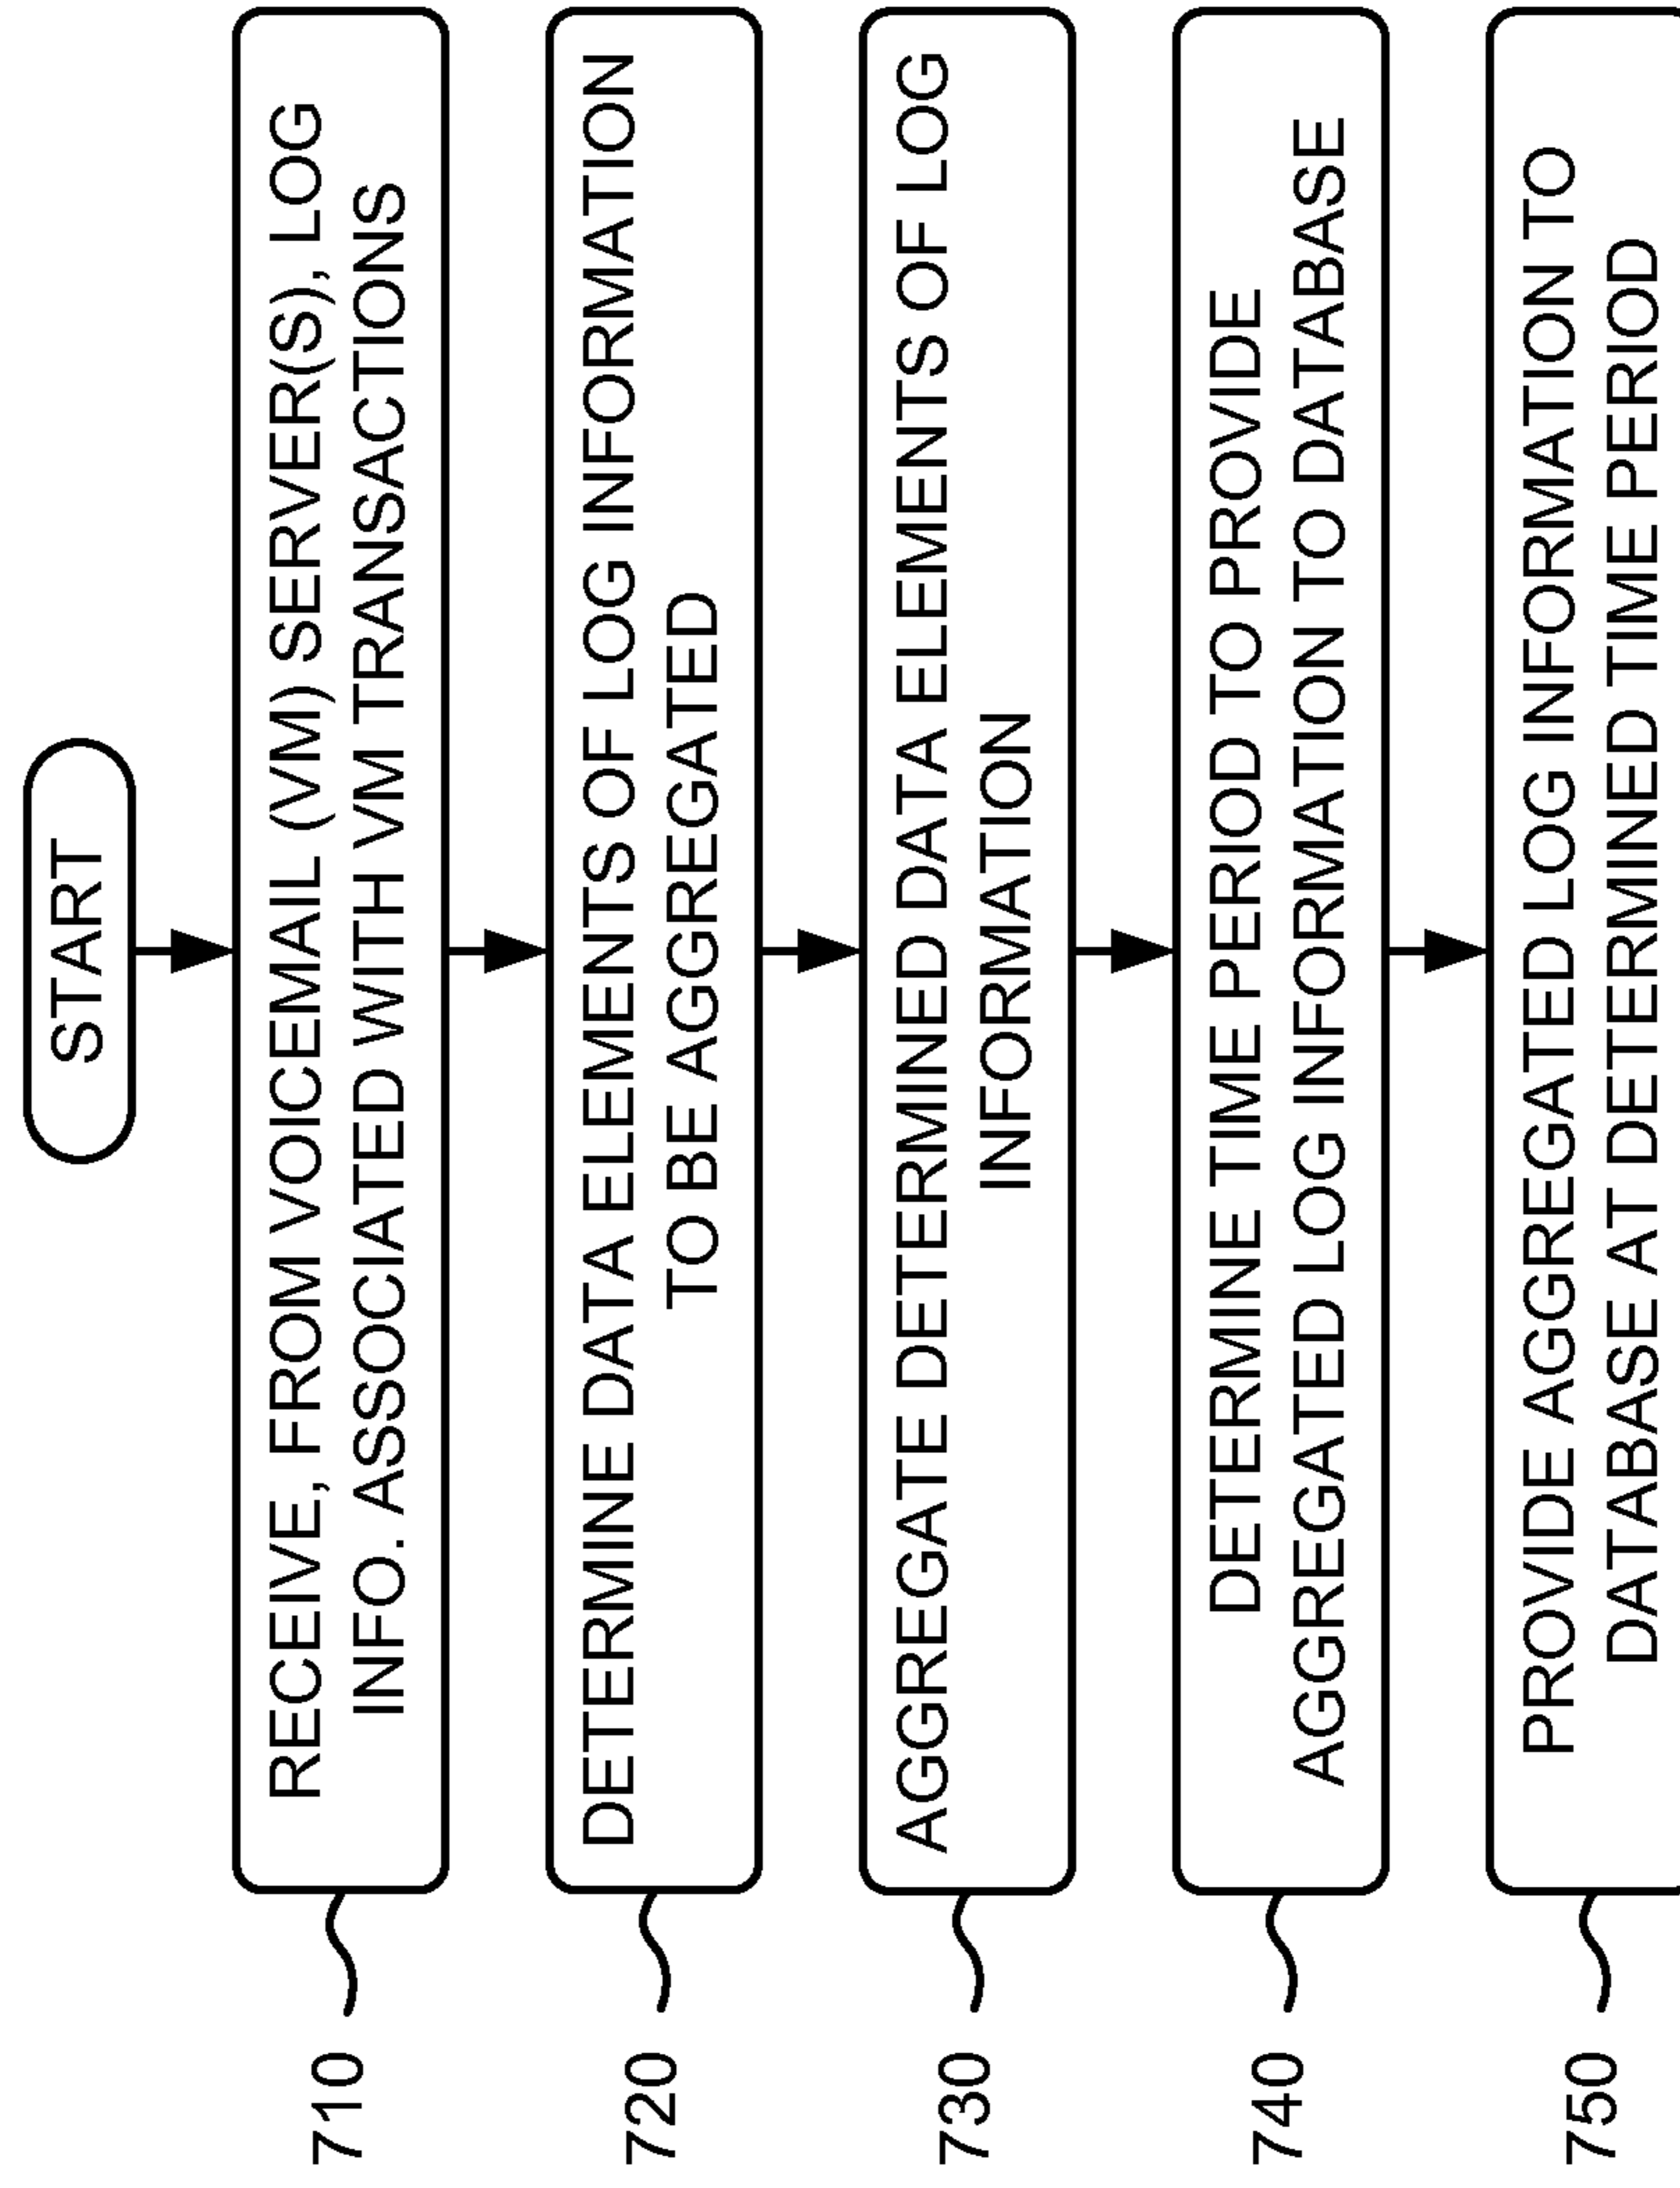 START
710
RECEIVE, FROM VOICEMAIL (VM) SERVER(S), LOG
INFO. ASSOCIATED WITH VM TRANSACTIONS
720
DETERMINE DATA ELEMENTS OF LOG INFORMATION
TO BE AGGREGATED
730
AGGREGATE DETERMINED DATA ELEMENTS OF LOG
INFORMATION
740
DETERMINE TIME PERIOD TO PROVIDE
AGGREGATED LOG INFORMATION TO DATABASE
750
PROVIDE AGGREGATED LOG INFORMATION TO
DATABASE AT DETERMINED TIME PERIOD